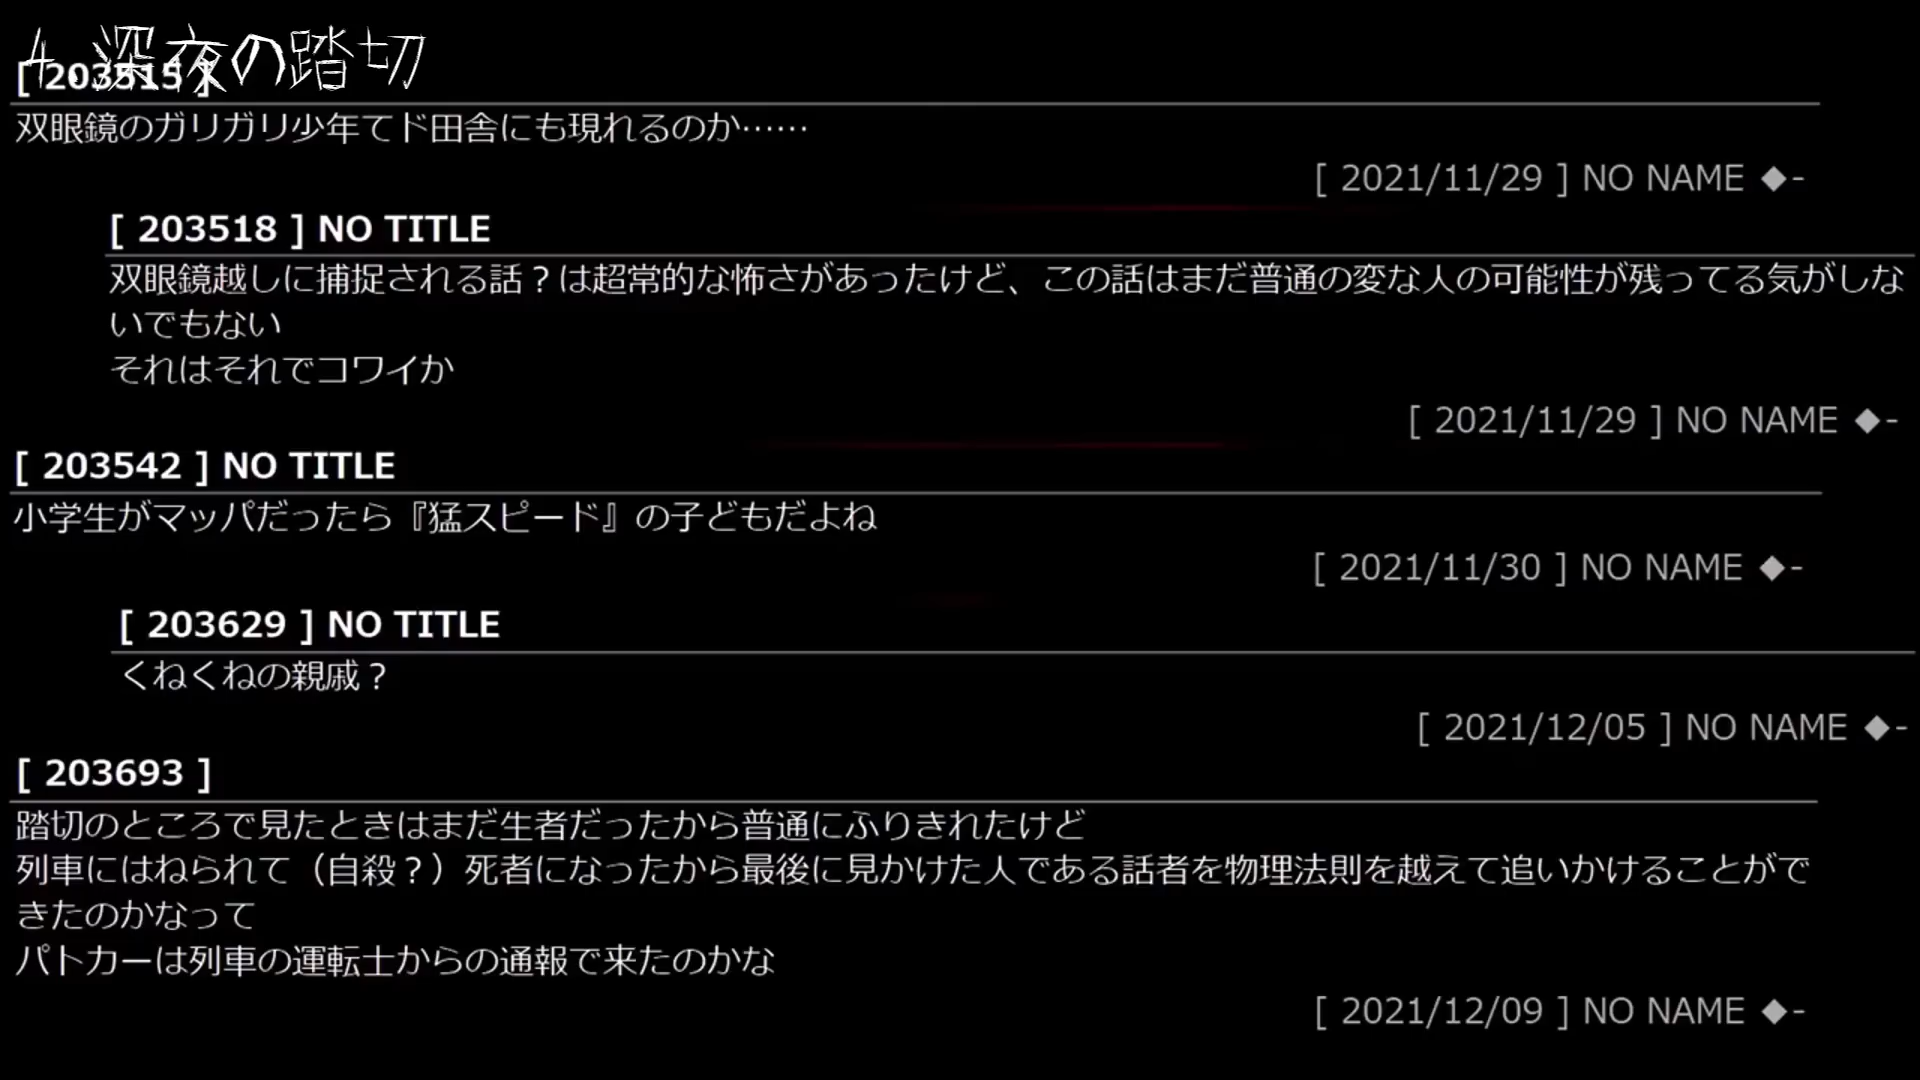 4.深夜の踏切
[ 203515 ]
双眼鏡のガリガリ少年てド田舎にも現れるのか……
[ 2021/11/29 ] NO NAME ◆-
[ 203518 ] NO TITLE
双眼鏡越しに捕捉される話？は超常的な怖さがあったけど、この話はまだ普通の変な人の可能性が残ってる気がしな
いでもない
それはそれでコワイか
[ 2021/11/29 ] NO NAME ◆-
[ 203542 ] NO TITLE
小学生がマッパだったら『猛スピード』の子どもだよね
[ 2021/11/30 ] NO NAME ◆-
[ 203629 ] NO TITLE
くねくねの親戚？
[ 2021/12/05 ] NO NAME ◆-
[ 203693 ]
踏切のところで見たときはまだ生者だったから普通にふりきれたけど
列車にはねられて（自殺？）死者になったから最後に見かけた人である話者を物理法則を越えて追いかけることがで
きたのかなって
パトカーは列車の運転士からの通報で来たのかな
[ 2021/12/09 ] NO NAME ◆-